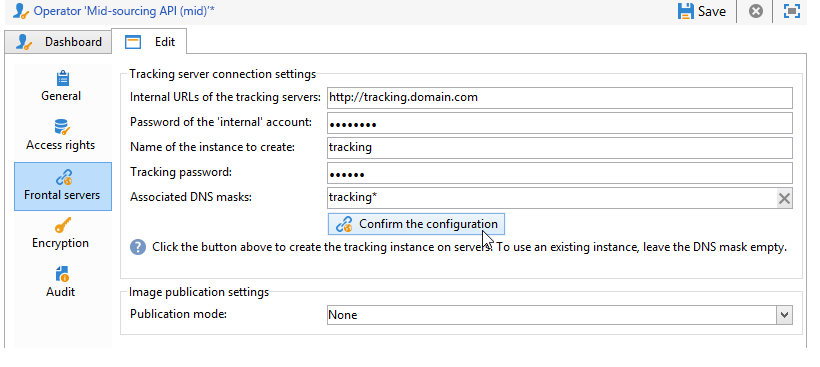 Operator 'Mid-sourcing API (mid)'*
Save
Dashboard
Edit
General
Access rights
Frontal servers
Encryption
Audit
Tracking server connection settings
Internal URLs of the tracking servers: http://tracking.domain.com
Password of the 'internal' account: ••••••••
Name of the instance to create: tracking
Tracking password: ••••••
Associated DNS masks: tracking*
Confirm the configuration
Click the button above to create the tracking instance on servers. To use an existing instance, leave the DNS mask empty.
Image publication settings
Publication mode: None